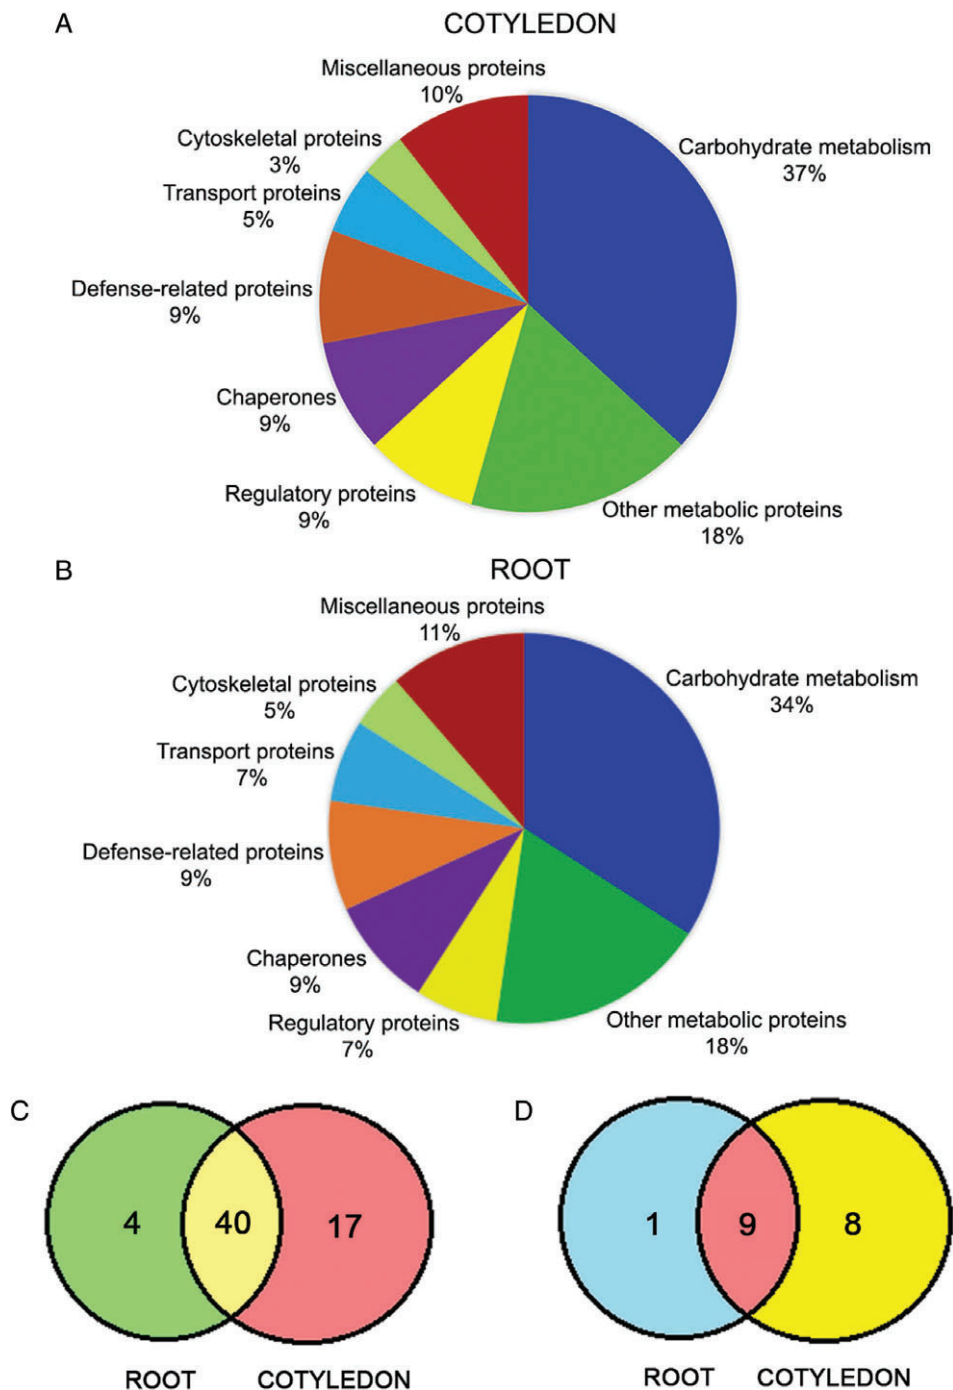 A
COTYLEDON
Miscellaneous proteins
10%
Cytoskeletal proteins
3%
Transport proteins
5%
Defense-related proteins
9%
Chaperones
9%
Regulatory proteins
9%
Carbohydrate metabolism
37%
Other metabolic proteins
18%
B
ROOT
Miscellaneous proteins
11%
Cytoskeletal proteins
5%
Transport proteins
7%
Defense-related proteins
9%
Chaperones
9%
Regulatory proteins
7%
Carbohydrate metabolism
34%
Other metabolic proteins
18%
C
4
40
17
ROOT
COTYLEDON
D
1
9
8
ROOT
COTYLEDON